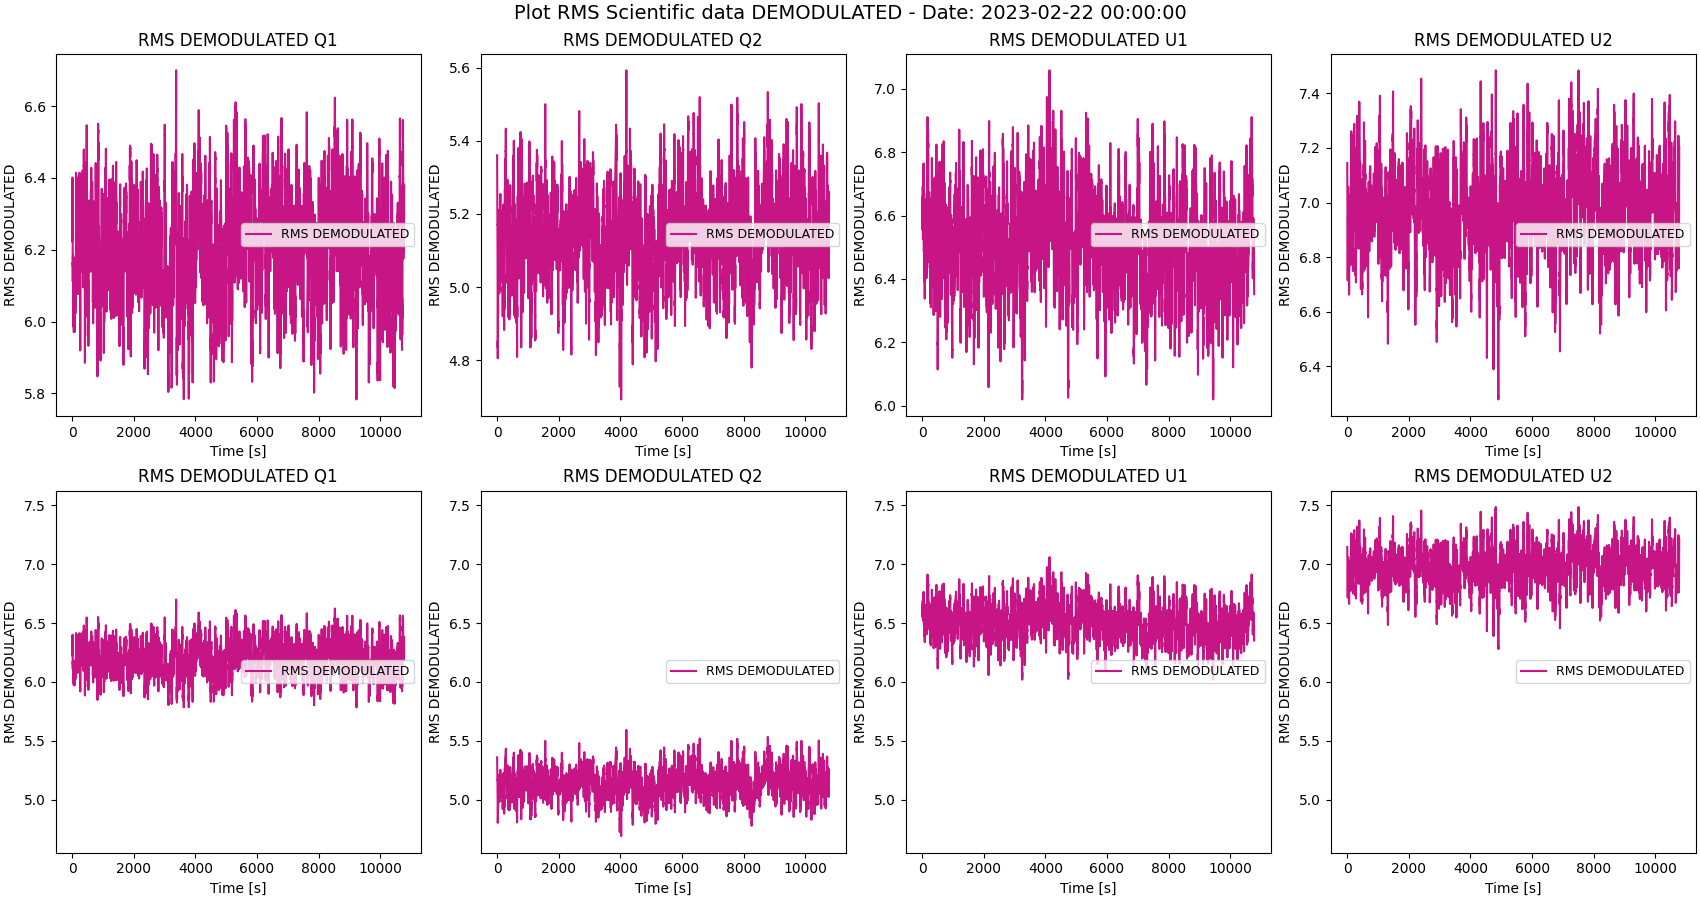 Plot RMS Scientific data DEMODULATED - Date: 2023-02-22 00:00:00
RMS DEMODULATED Q1
RMS DEMODULATED
6.6
6.4
6.2
6.0
5.8
RMS DEMODULATED
0 2000 4000 6000 8000 10000
Time [s]
RMS DEMODULATED Q2
RMS DEMODULATED
5.6
5.4
5.2
5.0
4.8
RMS DEMODULATED
0 2000 4000 6000 8000 10000
Time [s]
RMS DEMODULATED U1
RMS DEMODULATED
7.0
6.8
6.6
6.4
6.2
6.0
RMS DEMODULATED
0 2000 4000 6000 8000 10000
Time [s]
RMS DEMODULATED U2
RMS DEMODULATED
7.4
7.2
7.0
6.8
6.6
6.4
RMS DEMODULATED
0 2000 4000 6000 8000 10000
Time [s]
RMS DEMODULATED Q1
RMS DEMODULATED
7.5
7.0
6.5
6.0
5.5
5.0
RMS DEMODULATED
0 2000 4000 6000 8000 10000
Time [s]
RMS DEMODULATED Q2
RMS DEMODULATED
7.5
7.0
6.5
6.0
5.5
5.0
RMS DEMODULATED
0 2000 4000 6000 8000 10000
Time [s]
RMS DEMODULATED U1
RMS DEMODULATED
7.5
7.0
6.5
6.0
5.5
5.0
RMS DEMODULATED
0 2000 4000 6000 8000 10000
Time [s]
RMS DEMODULATED U2
RMS DEMODULATED
7.5
7.0
6.5
6.0
5.5
5.0
RMS DEMODULATED
0 2000 4000 6000 8000 10000
Time [s]